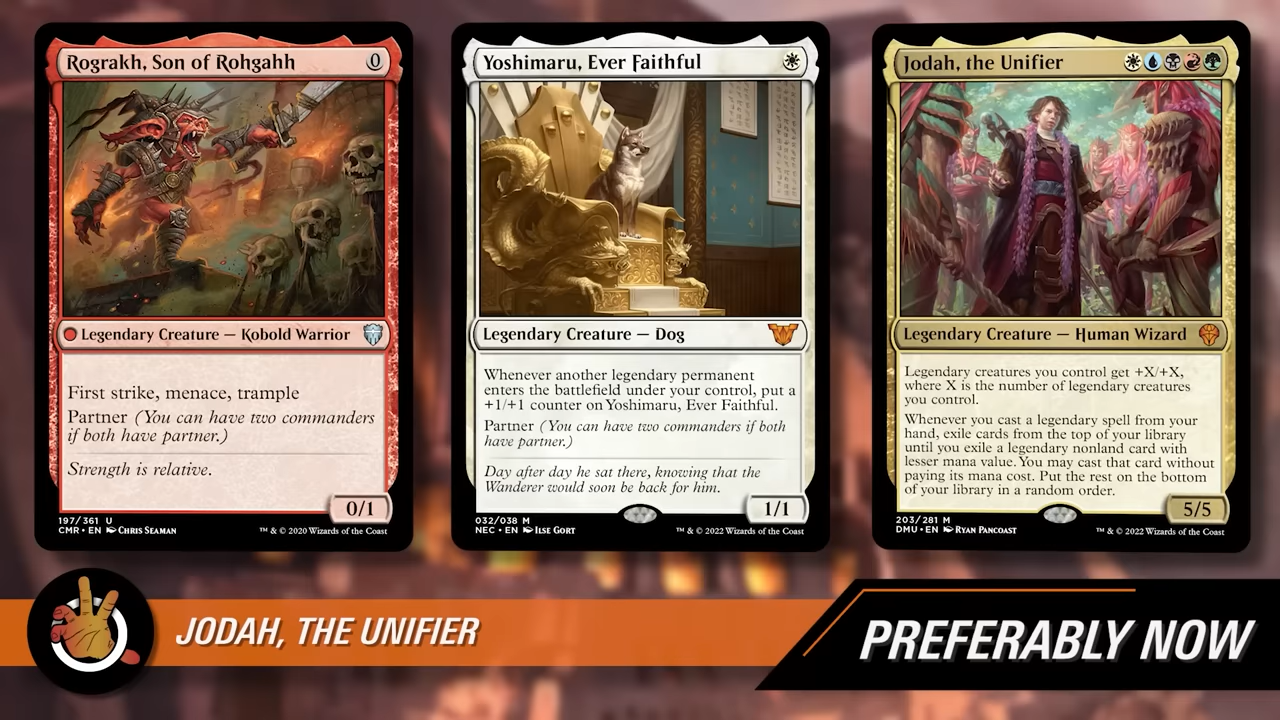 Rograkh, Son of Rohgahh 0
Legendary Creature — Kobold Warrior
First strike, menace, trample
Partner (You can have two commanders
if both have partner.)
Strength is relative.
0/1
197/361 U
CMR • EN Chris Seaman
™ & © 2020 Wizards of the Coast
Yoshimaru, Ever Faithful
Legendary Creature — Dog
Whenever another legendary permanent
enters the battlefield under your control, put a
+1/+1 counter on Yoshimaru, Ever Faithful.
Partner (You can have two commanders if both
have partner.)
Day after day he sat there, knowing that the
Wanderer would soon be back for him.
1/1
032/038 M
NEC • EN Ilse Gort
™ & © 2022 Wizards of the Coast
Jodah, the Unifier
Legendary Creature — Human Wizard
Legendary creatures you control get +X/+X,
where X is the number of legendary creatures
you control.
Whenever you cast a legendary spell from your
hand, exile cards from the top of your library
until you exile a legendary nonland card with
lesser mana value. You may cast that card without
paying its mana cost. Put the rest on the bottom
of your library in a random order.
5/5
203/281 M
DMU • EN Ryan Pancoast
™ & © 2022 Wizards of the Coast
JODAH, THE UNIFIER
PREFERABLY NOW